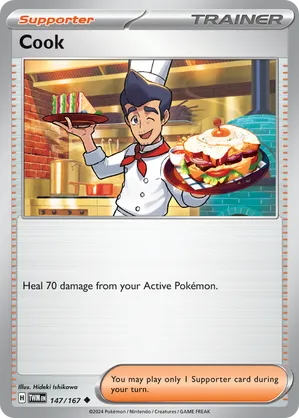 Supporter
TRAINER
Cook
Heal 70 damage from your Active Pokémon.
Illus. Hideki Ishikawa
H TWM EN 147/167 ◆
You may play only 1 Supporter card during
your turn.
©2024 Pokémon / Nintendo / Creatures / GAME FREAK